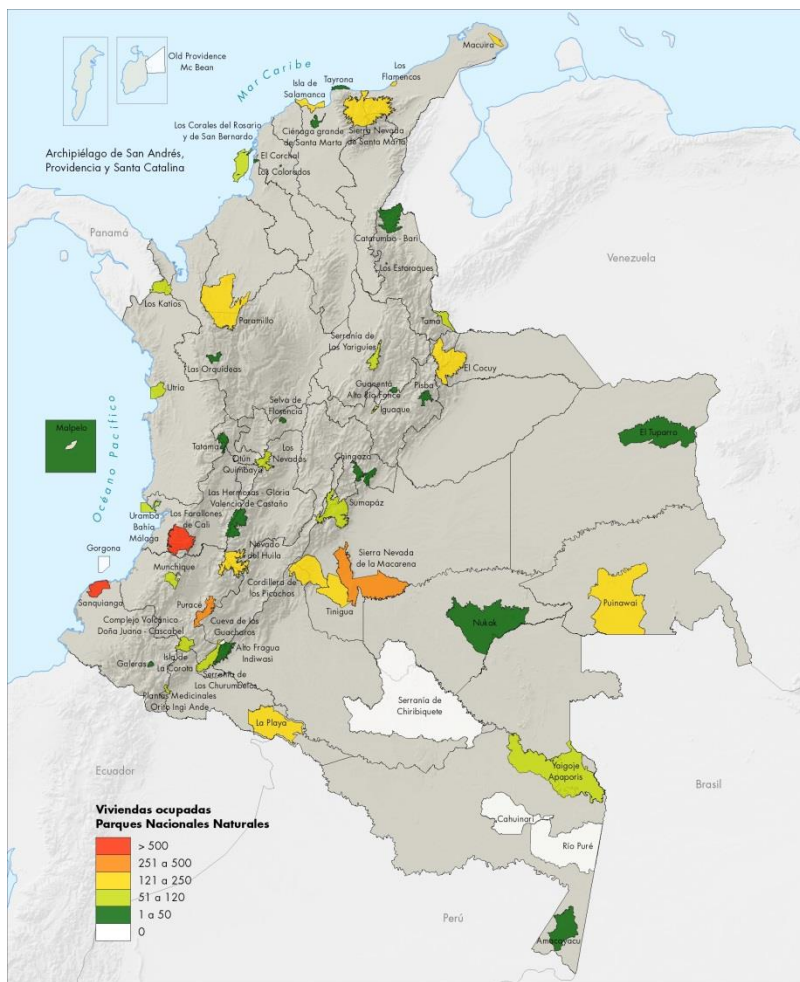 Old Providence
Mc Bean
Archipiélago de San Andrés,
Providencia y Santa Catalina
Mar Caribe
Macuira
Los
Flamencos
Tayrona
Isla de
Salamanca
Ciénaga grande
de Santa Marta
Sierra Nevada
de Santa Marta
Los Corales del Rosario
y de San Bernardo
El Corchal
Los Colorados
Panamá
Venezuela
Catatumbo - Bari
Los Estoraques
Los Katios
Paramillo
Tama
Serranía de
Los Yariguíes
El Cocuy
Las Orquídeas
Utría
Guanentá
Alto Río Fonce
Pisba
Iguaque
Selva de
Florencia
Malpelo
Océano Pacífico
Tatamá
Otún
Quimbaya
Los
Nevados
Chingaza
El Tuparro
Las Hermosas - Gloria
Valencia de Castaño
Sumapáz
Uramba
Bahía
Málaga
Los Farallones
de Cali
Gorgona
Nevado
del Huila
Sierra Nevada
de la Macarena
Munchique
Cordillera de
los Picachos
Tinigua
Sanquianga
Puracé
Puinawai
Nukak
Complejo Volcánico
Doña Juana - Cascabel
Cueva de los
Guacharos
Galeras
Isla de
La Corota
Alto Fragua
Indiwasi
Serranía de
Los Churumbelos
Plantas Medicinales
Orito Ingi Ande
La Playa
Serranía de
Chiribiquete
Yaigoje
Apaporis
Ecuador
Brasil
Cahuinarí
Río Puré
Perú
Amacayacu
Viviendas ocupadas
Parques Nacionales Naturales
> 500
251 a 500
121 a 250
51 a 120
1 a 50
0